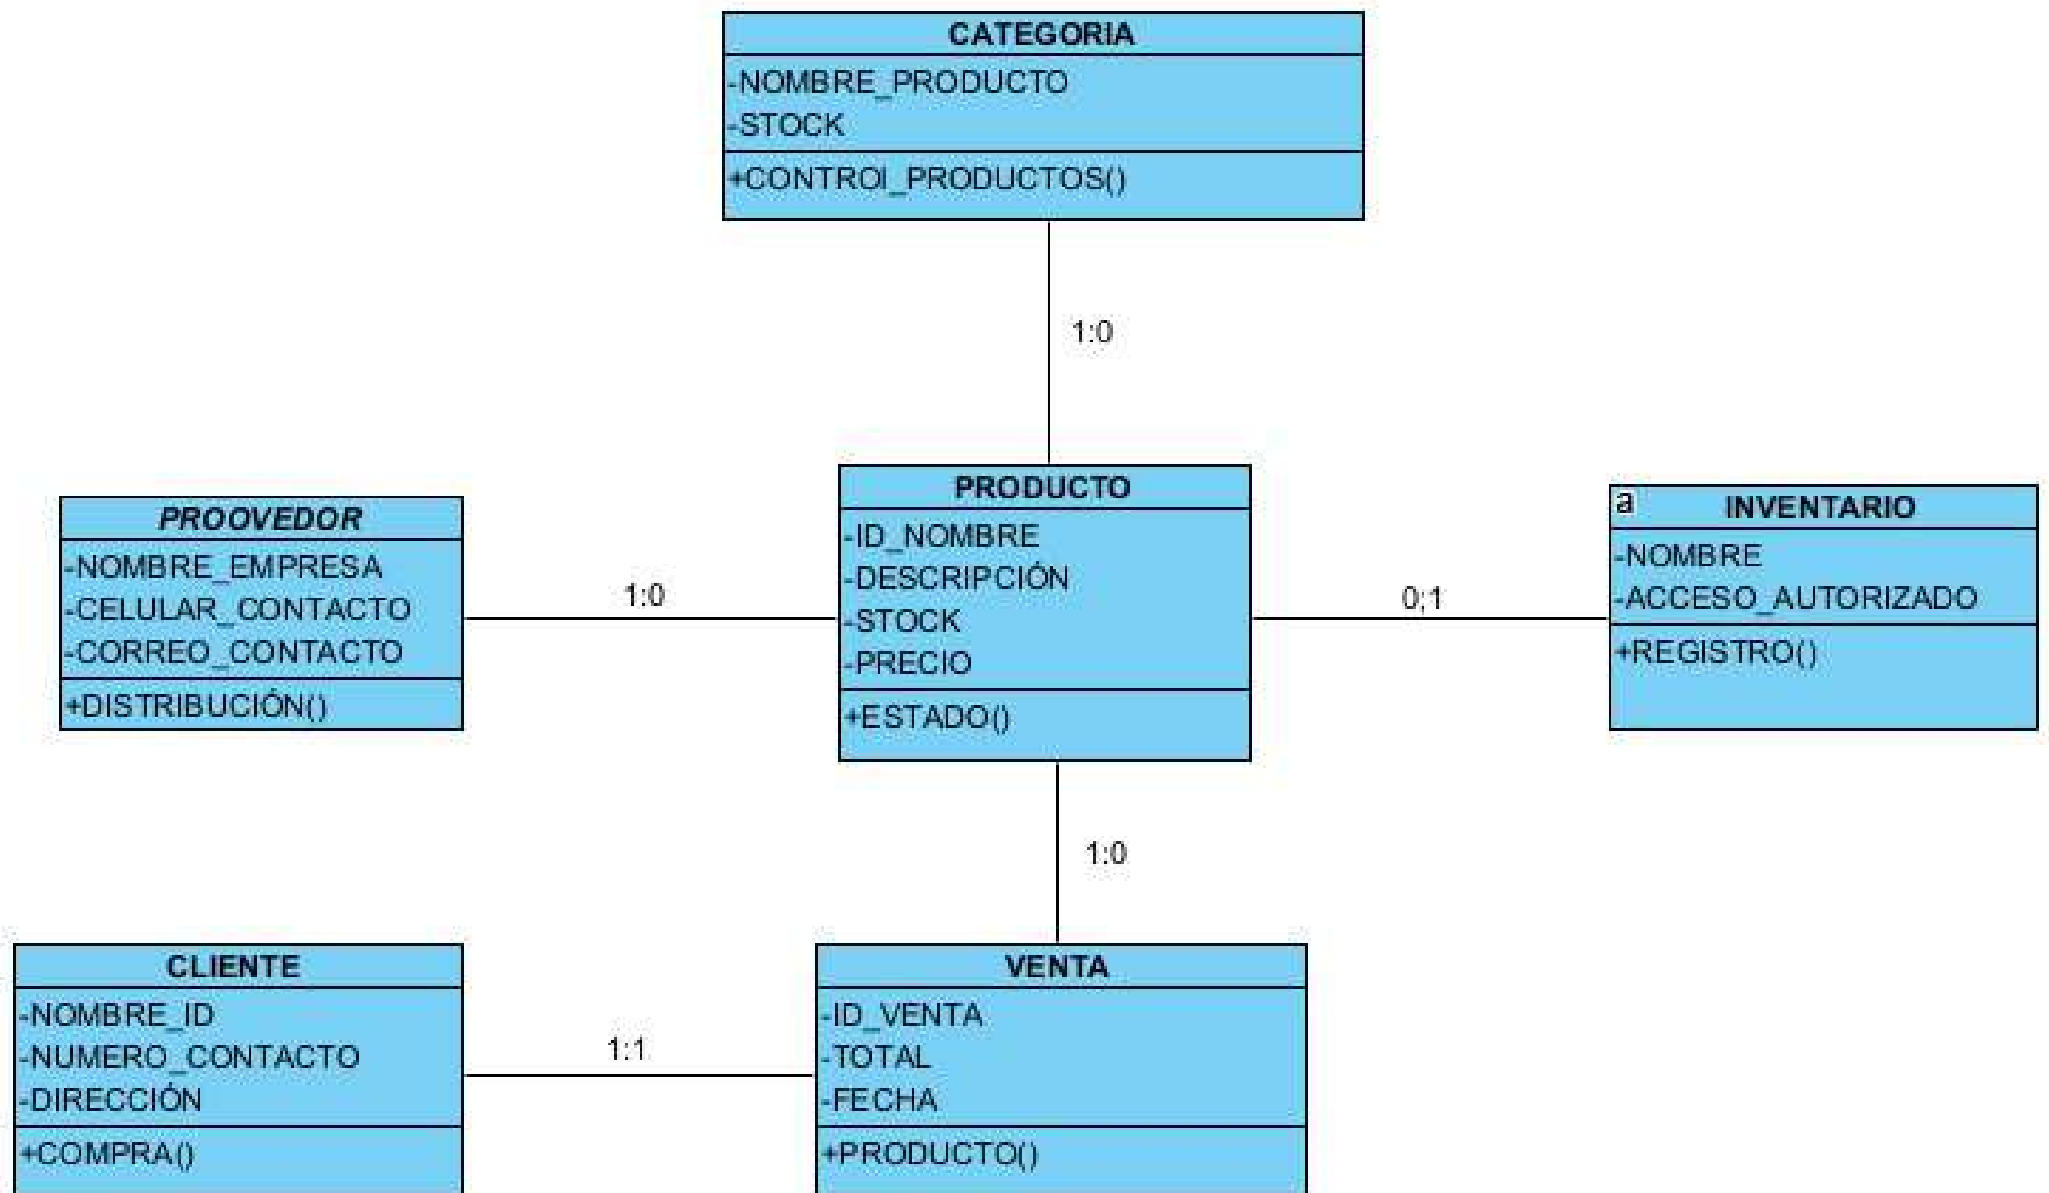 CATEGORIA
-NOMBRE_PRODUCTO
-STOCK
+CONTROl_PRODUCTOS()
1:0
PROOVEDOR
-NOMBRE_EMPRESA
-CELULAR_CONTACTO
-CORREO_CONTACTO
+DISTRIBUCIÓN()
1:0
PRODUCTO
-ID_NOMBRE
-DESCRIPCIÓN
-STOCK
-PRECIO
+ESTADO()
0;1
a
INVENTARIO
-NOMBRE
-ACCESO_AUTORIZADO
+REGISTRO()
1:0
CLIENTE
-NOMBRE_ID
-NUMERO_CONTACTO
-DIRECCIÓN
+COMPRA()
1:1
VENTA
-ID_VENTA
-TOTAL
-FECHA
+PRODUCTO()